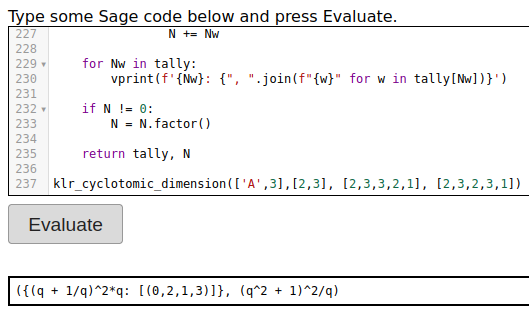 Type some Sage code below and press Evaluate.
227 N += Nw
228
229 for Nw in tally:
230 vprint(f'{Nw}: {", ".join(f"{w}" for w in tally[Nw])}')
231
232 if N != 0:
233 N = N.factor()
234
235 return tally, N
236
237 klr_cyclotomic_dimension(['A',3],[2,3], [2,3,3,2,1], [2,3,2,3,1])
Evaluate
({(q + 1/q)^2*q: [(0,2,1,3)]}, (q^2 + 1)^2/q)